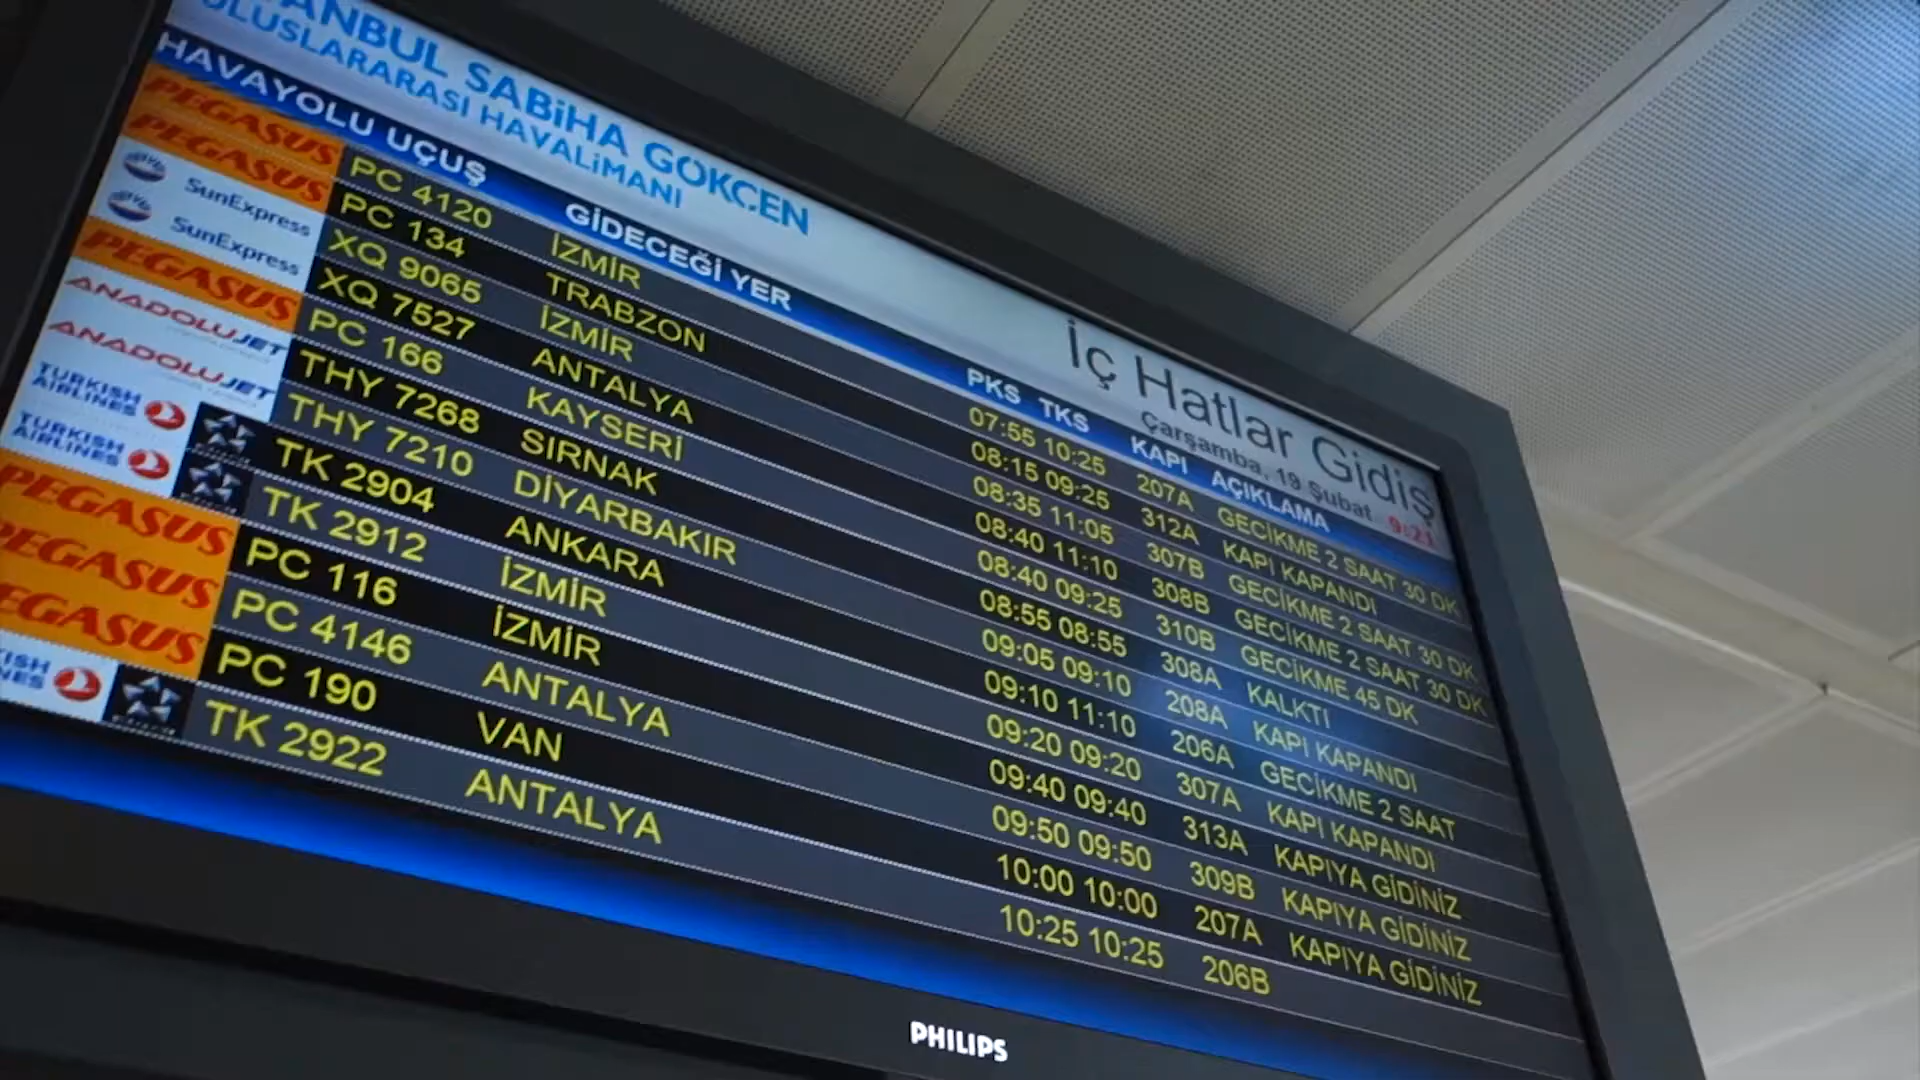 ANBUL SABiHA GÖKÇEN
ULUSLARARASI HAVALiMANI
İç Hatlar Gidiş
Çarşamba, 19 Şubat 9:21
HAVAYOLU UÇUŞ GİDECEĞİ YER PKS TKS KAPI AÇIKLAMA
PEGASUS PC 4120 İZMİR 07:55 10:25 207A GECİKME 2 SAAT 30 DK
PEGASUS PC 134 TRABZON 08:15 09:25 312A KAPI KAPANDI
SunExpress XQ 9065 İZMİR 08:35 11:05 307B GECİKME 2 SAAT 30 DK
SunExpress XQ 7527 ANTALYA 08:40 11:10 308B GECİKME 2 SAAT 30 DK
PEGASUS PC 166 KAYSERİ 08:40 09:25 310B GECİKME 45 DK
ANADOLUJET THY 7268 SIRNAK 08:55 08:55 308A KALKTI
ANADOLUJET THY 7210 DİYARBAKIR 09:05 09:10 208A KAPI KAPANDI
TURKISH AIRLINES TK 2904 ANKARA 09:10 11:10 206A GECİKME 2 SAAT
TURKISH AIRLINES TK 2912 İZMİR 09:20 09:20 307A KAPI KAPANDI
PEGASUS PC 116 İZMİR 09:40 09:40 313A KAPIYA GİDİNİZ
PEGASUS PC 4146 ANTALYA 09:50 09:50 309B KAPIYA GİDİNİZ
EGASUS PC 190 VAN 10:00 10:00 207A KAPIYA GİDİNİZ
ISH NES TK 2922 ANTALYA 10:25 10:25 206B
PHILIPS